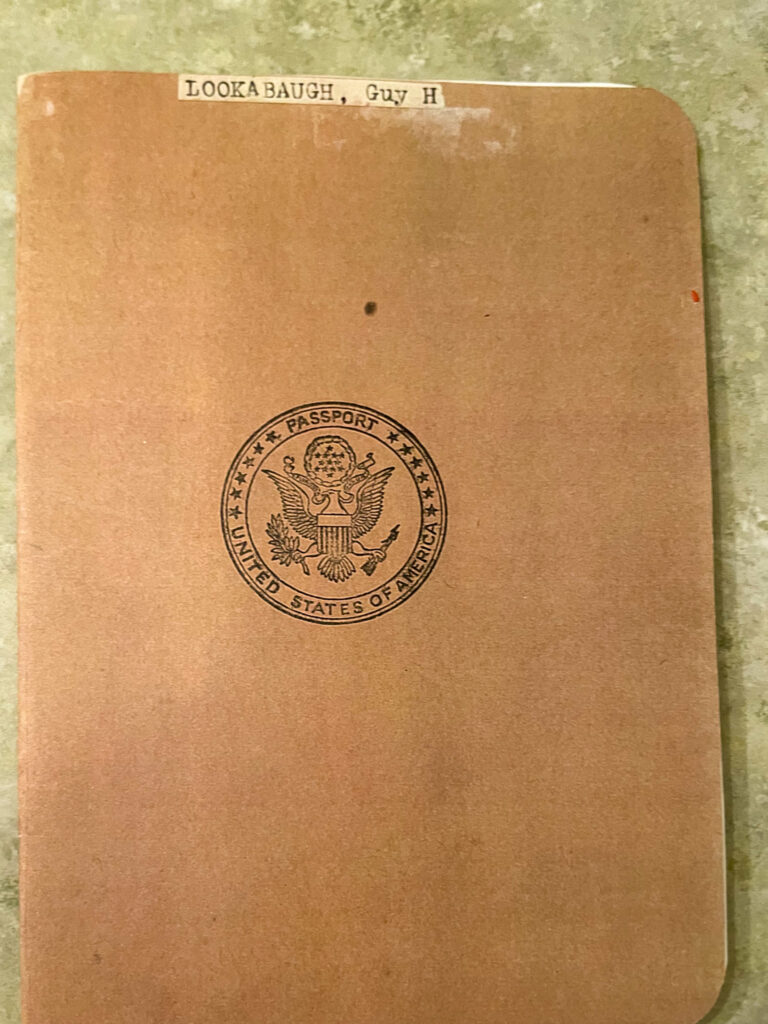 LOOKABAUGH, Guy H
PASSPORT
UNITED STATES OF AMERICA